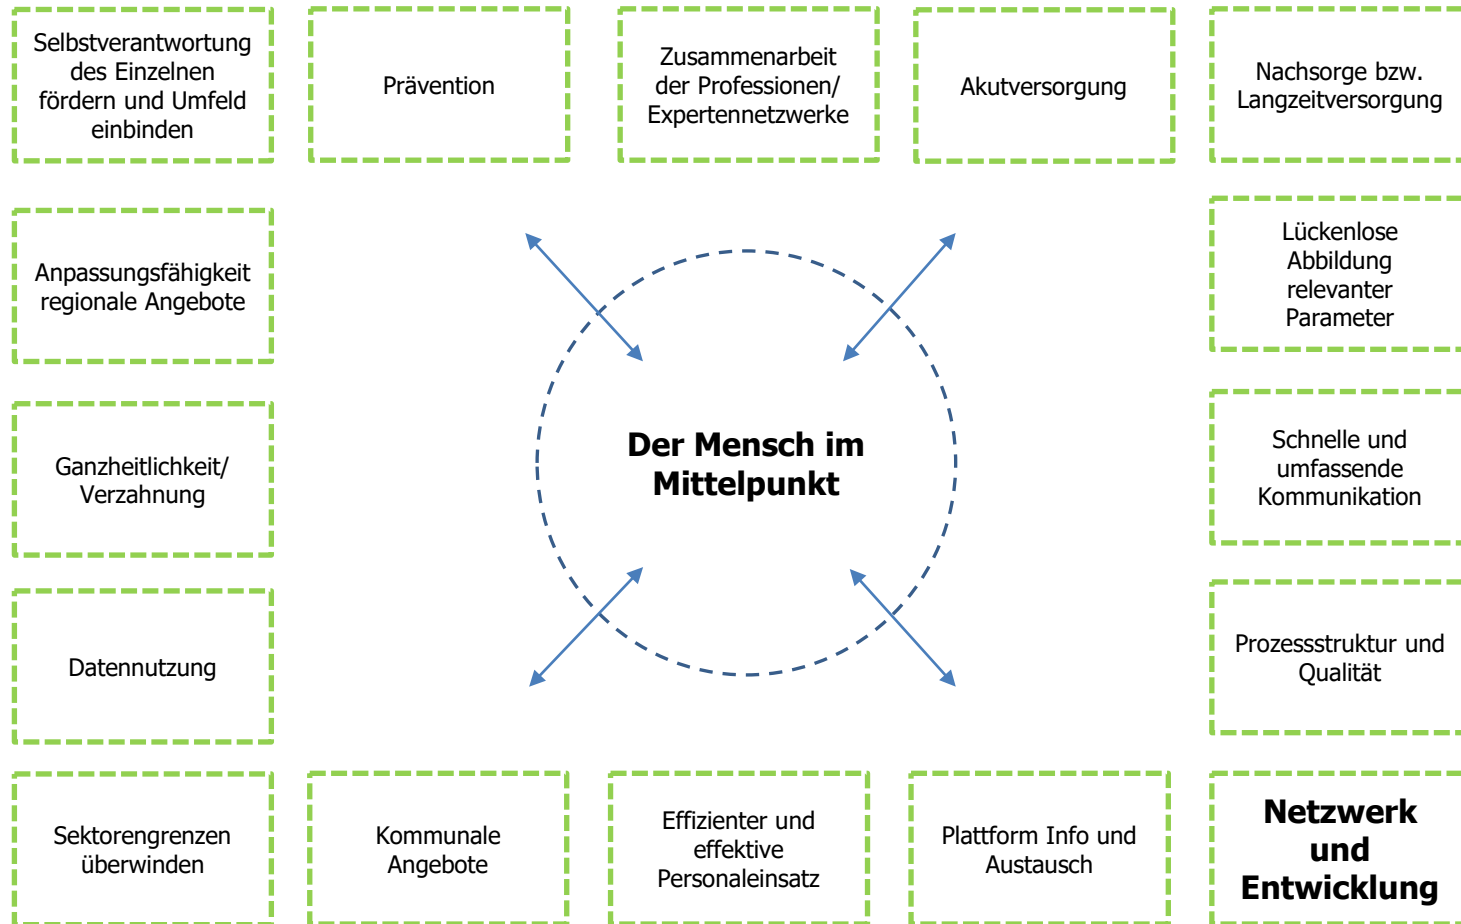 Selbstverantwortung
des Einzelnen
fördern und Umfeld
einbinden
Prävention
Zusammenarbeit
der Professionen/
Expertennetzwerke
Akutversorgung
Nachsorge bzw.
Langzeitversorgung
Anpassungsfähigkeit
regionale Angebote
Lückenlose
Abbildung
relevanter
Parameter
Ganzheitlichkeit/
Verzahnung
Der Mensch im
Mittelpunkt
Schnelle und
umfassende
Kommunikation
Datennutzung
Prozessstruktur und
Qualität
Sektorengrenzen
überwinden
Kommunale
Angebote
Effizienter und
effektive
Personaleinsatz
Plattform Info und
Austausch
Netzwerk
und
Entwicklung